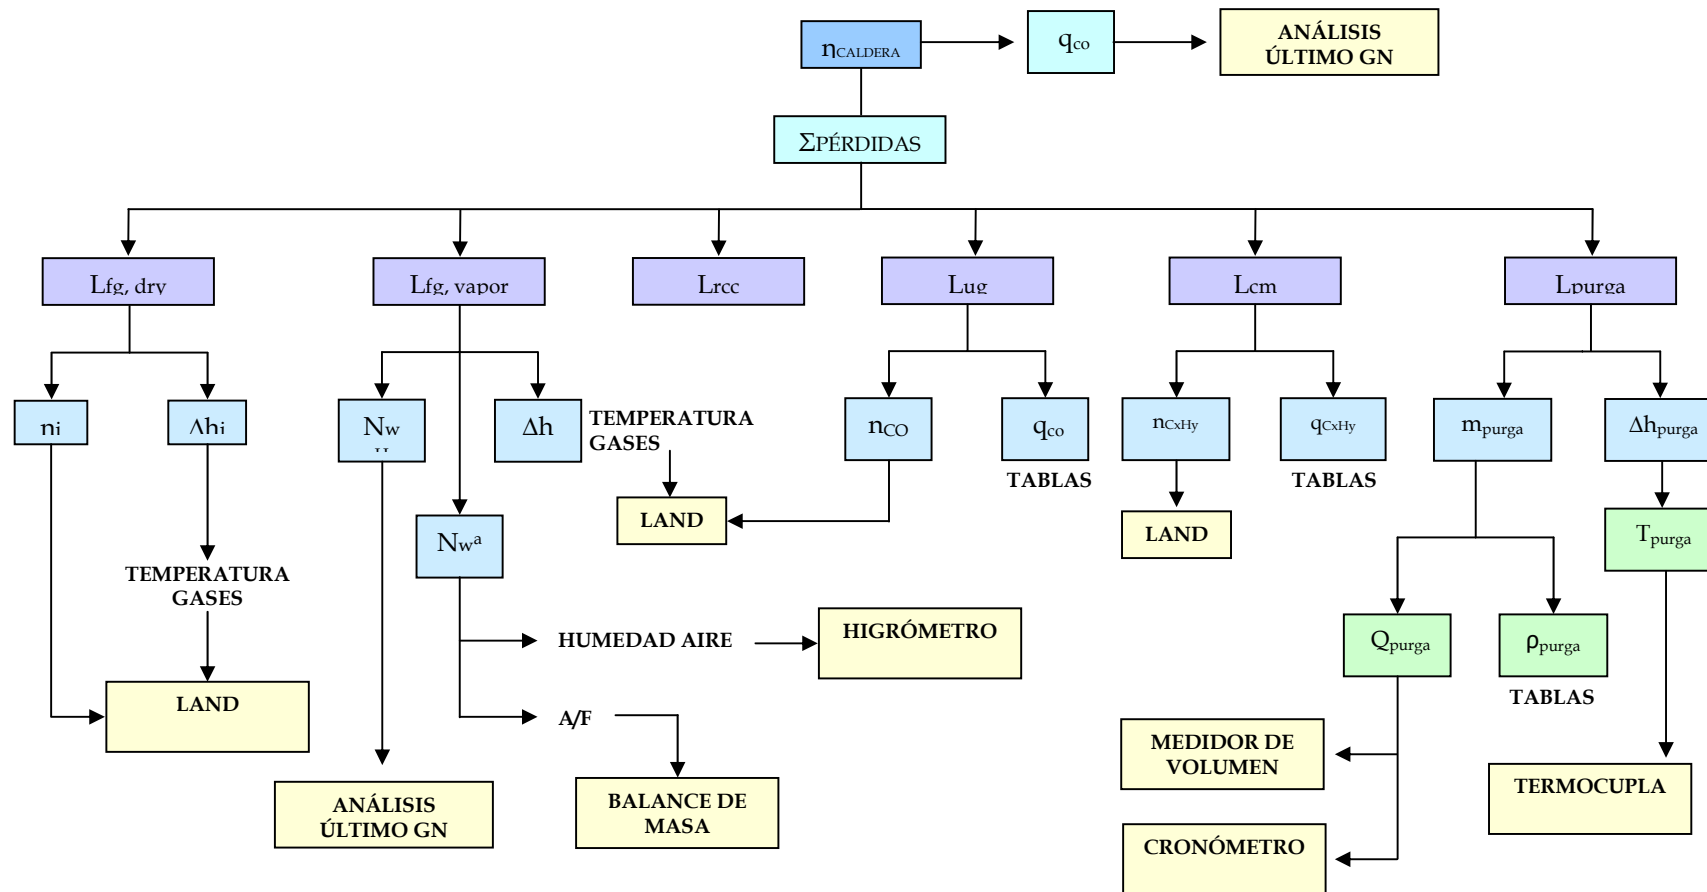 ηCALDERA
qco
ANÁLISIS
ÚLTIMO GN
ΣPÉRDIDAS
Lfg, dry
Lfg, vapor
Lrcc
Lug
Lcm
Lpurga
ni
Δhi
Nw
Δh
TEMPERATURA
GASES
nCO
qco
TABLAS
nCxHy
qCxHy
TABLAS
mpurga
Δhpurga
LAND
LAND
Nwa
Tpurga
TEMPERATURA
GASES
HUMEDAD AIRE
HIGRÓMETRO
Qpurga
ρpurga
TABLAS
LAND
A/F
MEDIDOR DE
VOLUMEN
ANÁLISIS
ÚLTIMO GN
BALANCE DE
MASA
TERMOCUPLA
CRONÓMETRO